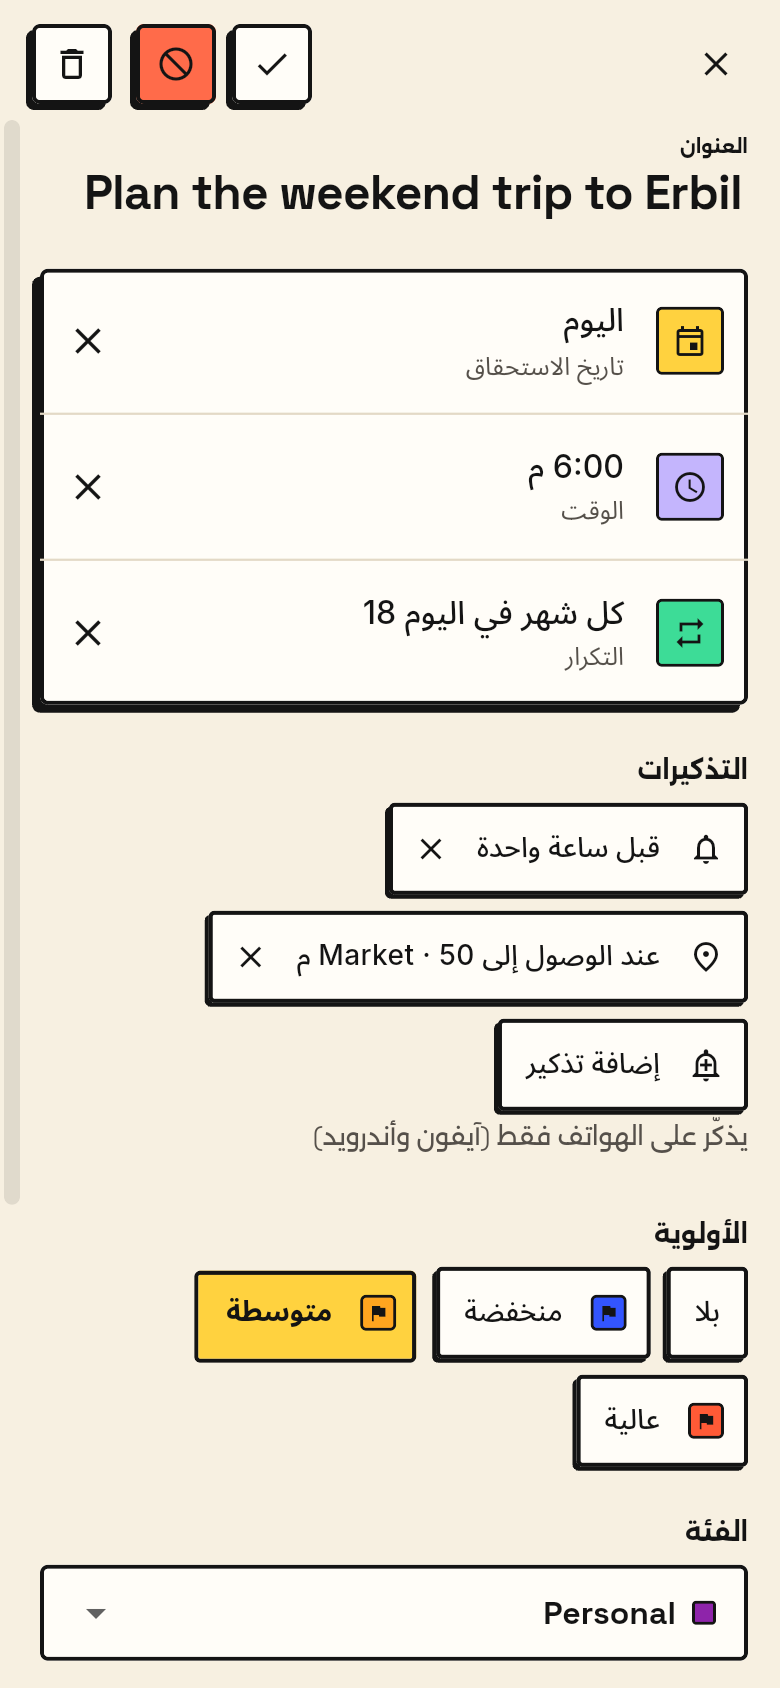 العنوان
Plan the weekend trip to Erbil
اليوم
تاريخ الاستحقاق
6:00 م
الوقت
كل شهر في اليوم 18
التكرار
التذكيرات
قبل ساعة واحدة
عند الوصول إلى Market · 50 م
إضافة تذكير
يذكّر على الهواتف فقط (آيفون وأندرويد)
الأولوية
بلا
منخفضة
متوسطة
عالية
الفئة
Personal